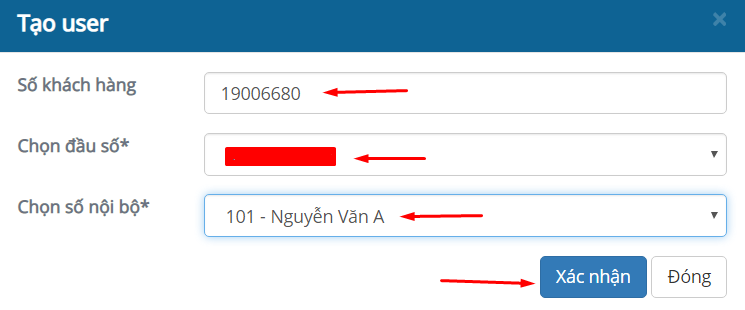 Tạo user
×
Số khách hàng
19006680
Chọn đầu số*
Chọn số nội bộ*
101 - Nguyễn Văn A
Xác nhận
Đóng